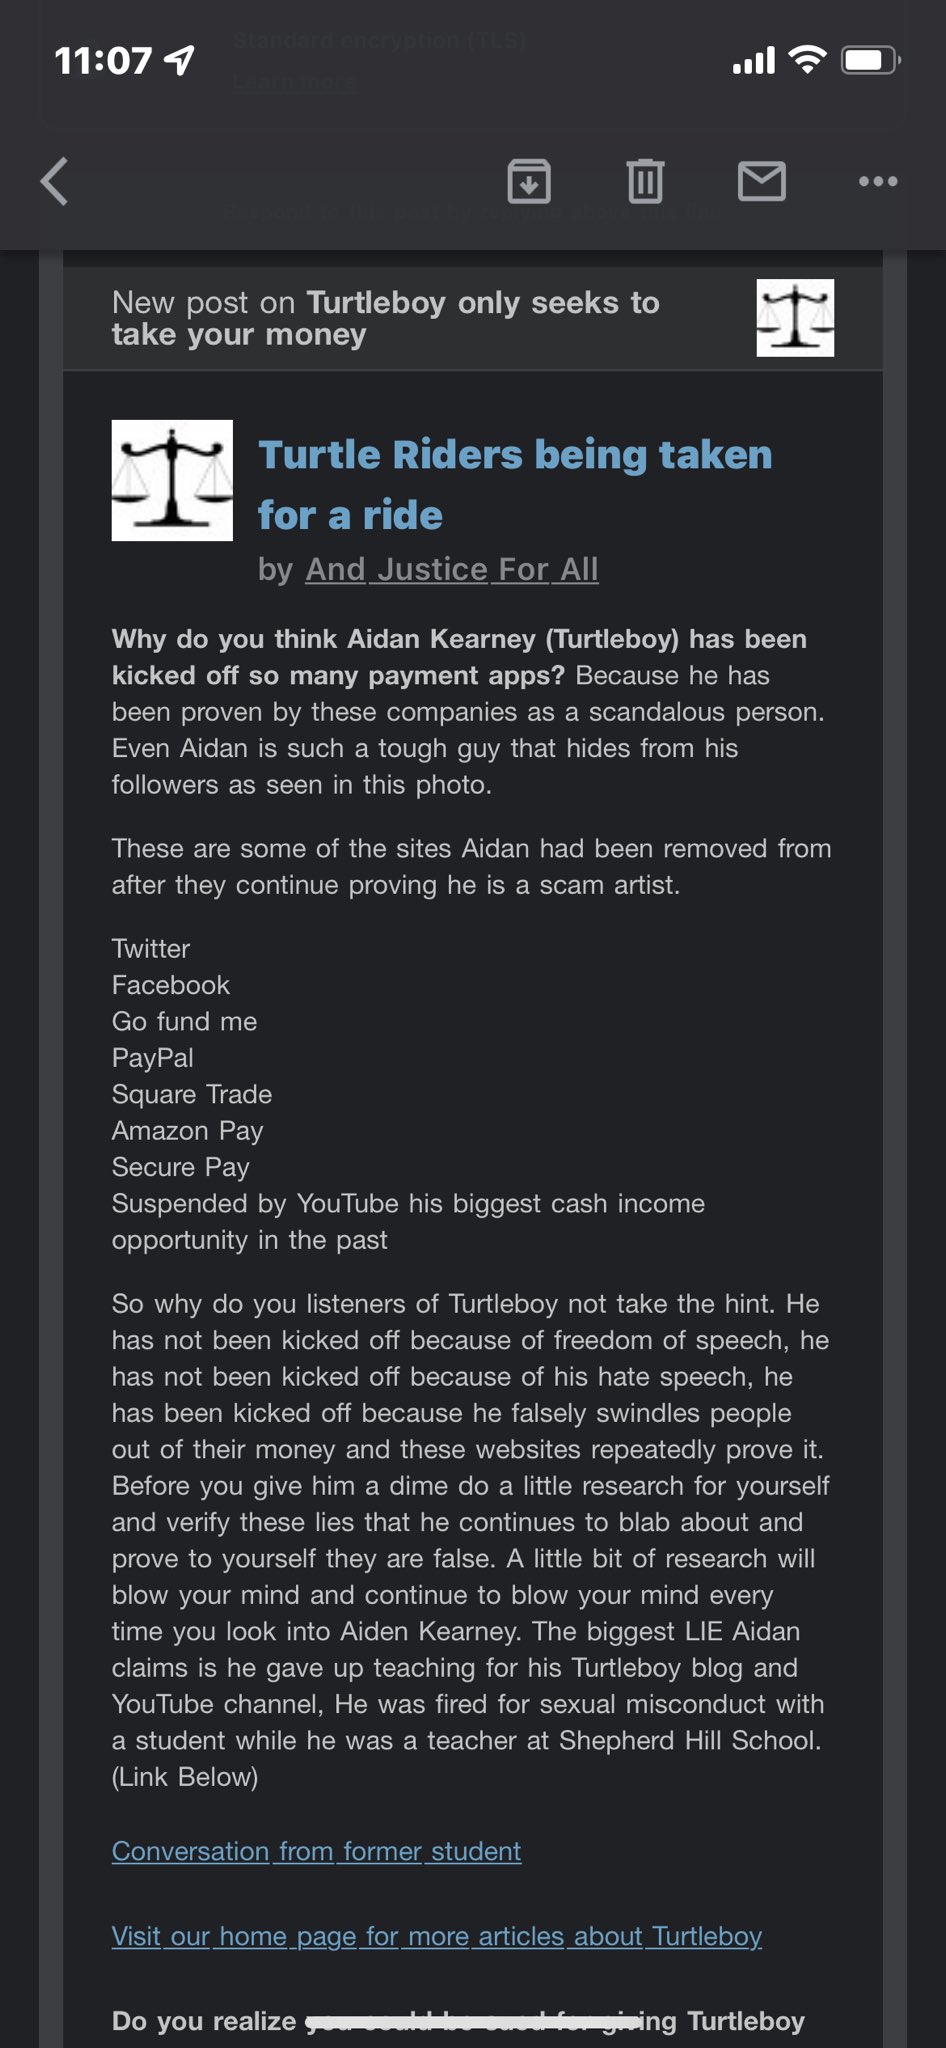 Standard encryption (TLS)
11:07
Learn more
Respond to this post by replying above this line
New post on Turtleboy only seeks to
take your money
Turtle Riders being taken
for a ride
by And Justice For All
Why do you think Aidan Kearney (Turtleboy) has been
kicked off so many payment apps? Because he has
been proven by these companies as a scandalous person.
Even Aidan is such a tough guy that hides from his
followers as seen in this photo.
These are some of the sites Aidan had been removed from
after they continue proving he is a scam artist.
Twitter
Facebook
Go fund me
PayPal
Square Trade
Amazon Pay
Secure Pay
Suspended by YouTube his biggest cash income
opportunity in the past
So why do you listeners of Turtleboy not take the hint. He
has not been kicked off because of freedom of speech, he
has not been kicked off because of his hate speech, he
has been kicked off because he falsely swindles people
out of their money and these websites repeatedly prove it.
Before you give him a dime do a little research for yourself
and verify these lies that he continues to blab about and
prove to yourself they are false. A little bit of research will
blow your mind and continue to blow your mind every
time you look into Aiden Kearney. The biggest LIE Aidan
claims is he gave up teaching for his Turtleboy blog and
YouTube channel, He was fired for sexual misconduct with
a student while he was a teacher at Shepherd Hill School.
(Link Below)
Conversation from former student
Visit our home page for more articles about Turtleboy
Do you realize you could be sued for giving Turtleboy